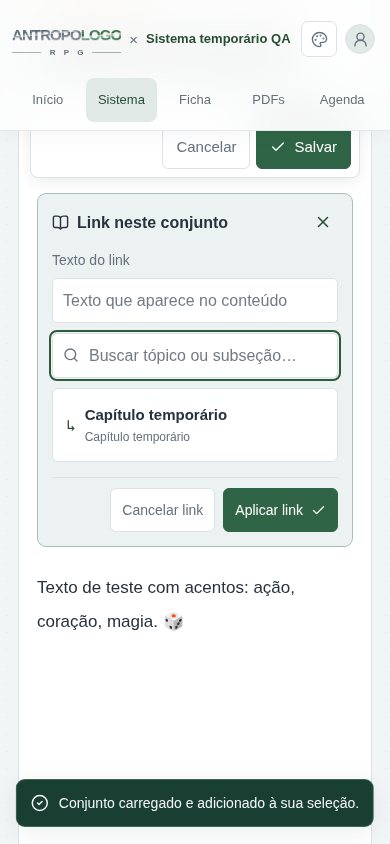 ANTROPOLOGO
RPG
× Sistema temporário QA
Início Sistema Ficha PDFs Agenda
Cancelar Salvar
Link neste conjunto
Texto do link
Texto que aparece no conteúdo
Buscar tópico ou subseção…
Capítulo temporário
Capítulo temporário
Cancelar link Aplicar link
Texto de teste com acentos: ação,
coração, magia. 🎲
Conjunto carregado e adicionado à sua seleção.